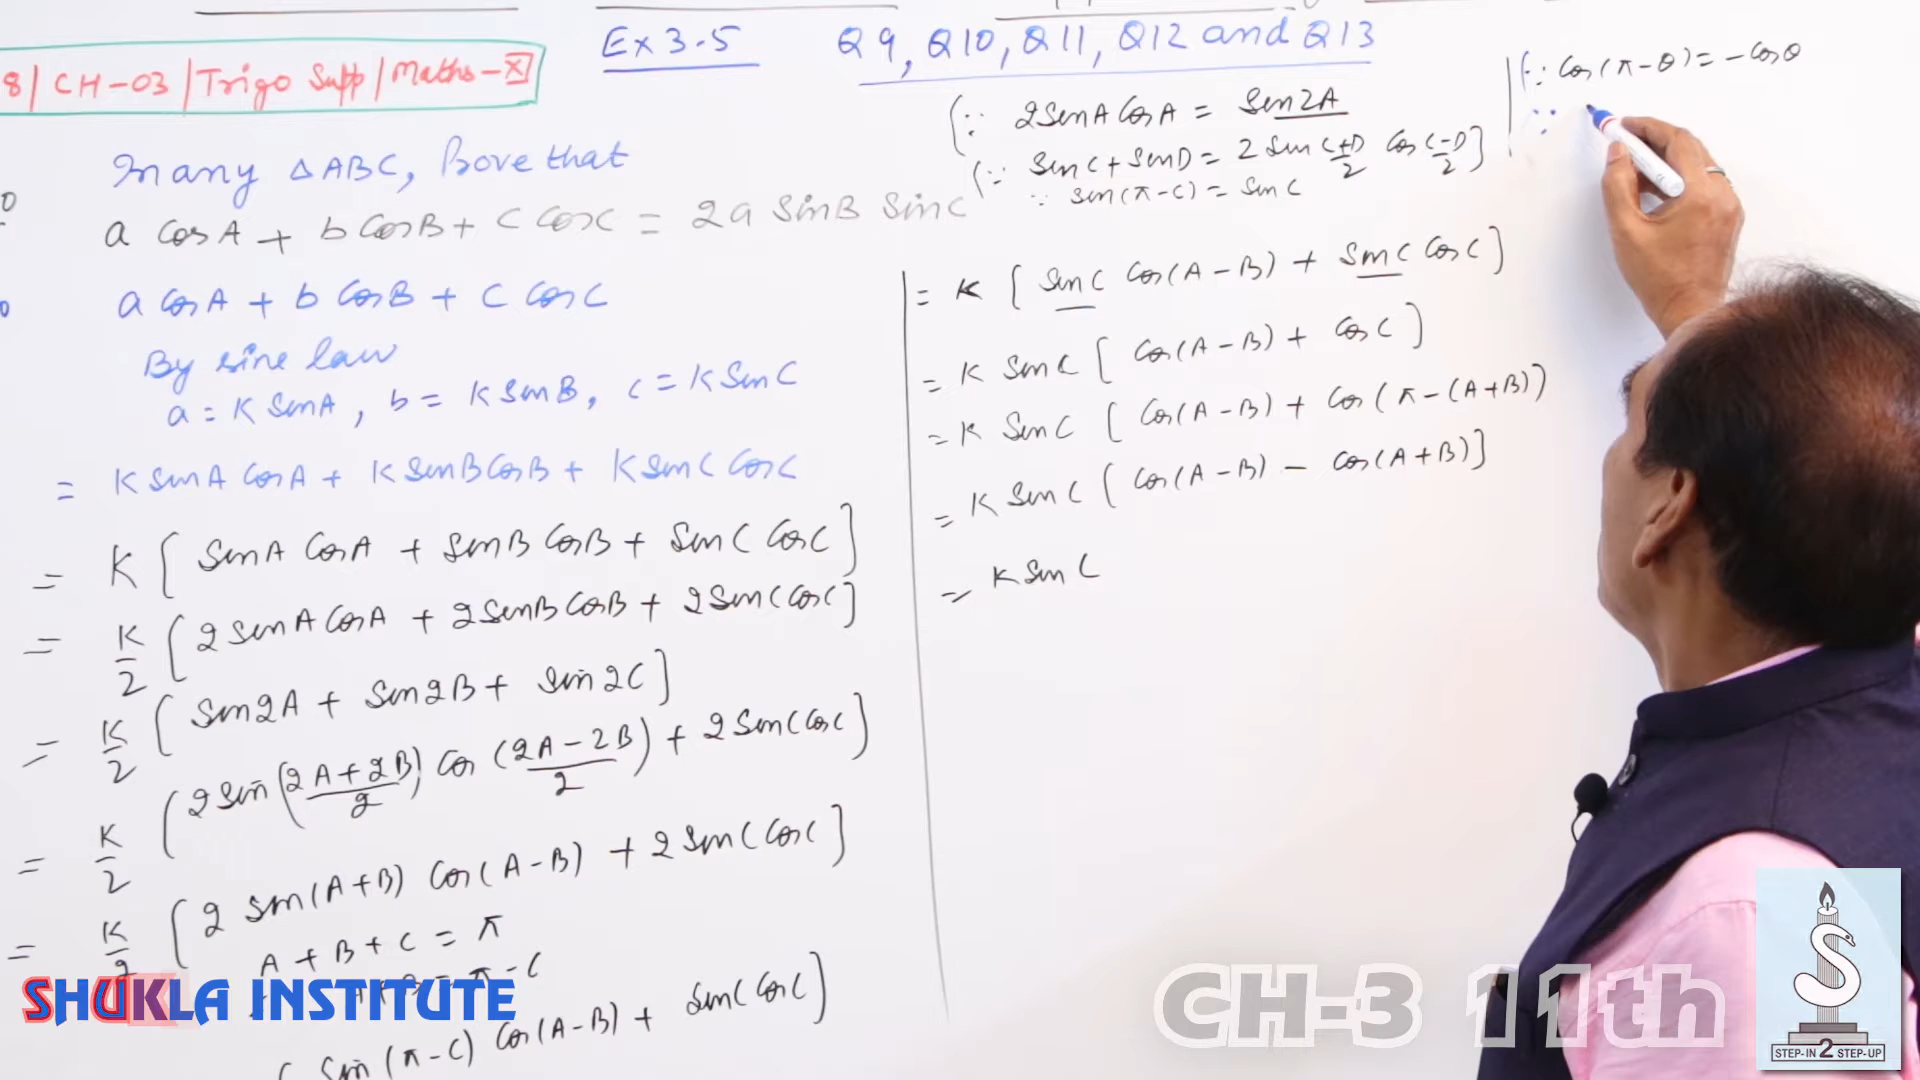 Ex 3.5 Q9, Q10, Q11, Q12 and Q13
8 | CH-03 | Trigo Supp | Maths-XI
In any △ABC, Prove that
a cosA + b cosB + c cosC = 2a sinB sinC
a cosA + b cosB + c cosC
By sine law
a = K sinA, b = K sinB, c = K sinC
= K sinA cosA + K sinB cosB + K sinC cosC
= K [ sinA cosA + sinB cosB + sinC cosC ]
= K/2 [ 2 sinA cosA + 2 sinB cosB + 2 sinC cosC ]
= K/2 [ sin2A + sin2B + sin2C ]
= K/2 [ 2 sin (2A+2B)/2 cos (2A-2B)/2 + 2 sinC cosC ]
= K/2 [ 2 sin(A+B) cos(A-B) + 2 sinC cosC ]
A + B + C = π
π - C
[ sin(π-C) cos(A-B) + sinC cosC ]
(∵ 2 sinA cosA = sin2A
(∵ sinC + sinD = 2 sin C+D/2 cos C-D/2 ]
∵ sin(π-C) = sinC
= K [ sinC cos(A-B) + sinC cosC ]
= K sinC [ cos(A-B) + cosC ]
= K sinC [ cos(A-B) + cos(π-(A+B)) ]
= K sinC [ cos(A-B) - cos(A+B) ]
= K sinC
(∵ cos(π-θ) = -cosθ
∵
SHUKLA INSTITUTE
CH-3 11th
S
STEP-IN 2 STEP-UP